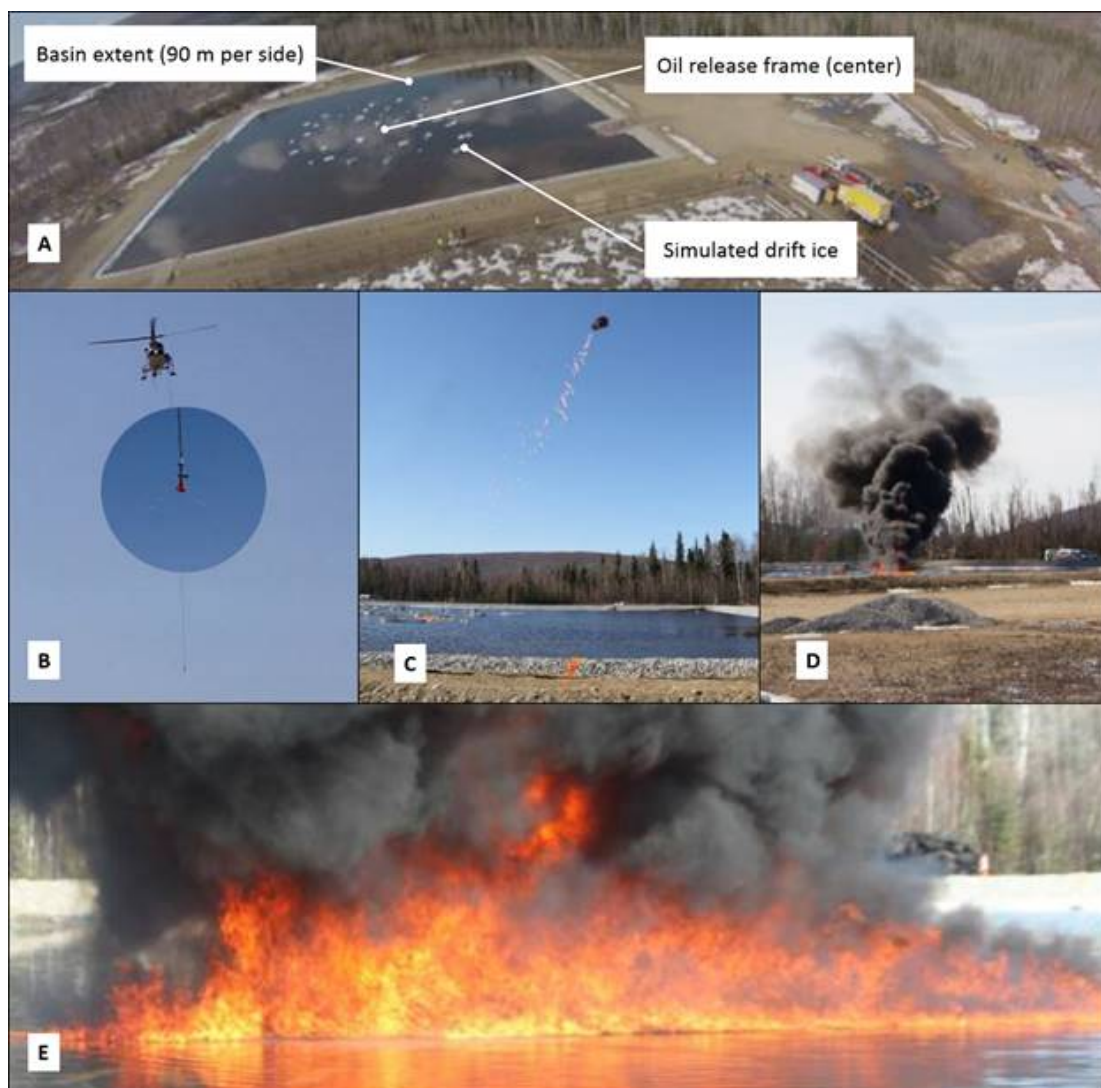 Basin extent (90 m per side)
Oil release frame (center)
Simulated drift ice
A
B
C
D
E